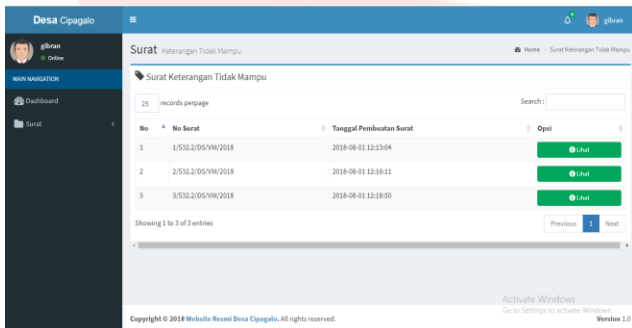 Desa Cipagalo
gibran
gibran
Online
Surat Keterangan Tidak Mampu
Home > Surat Keterangan Tidak Mampu
MAIN NAVIGATION
Dashboard
Surat
Surat Keterangan Tidak Mampu
25 records perpage
Search :
No No Surat Tanggal Pembuatan Surat Opsi
1 1/532.2/DS/VIII/2018 2018-08-01 12:13:04 Lihat
2 2/532.2/DS/VIII/2018 2018-08-01 12:16:11 Lihat
3 3/532.2/DS/VIII/2018 2018-08-01 12:18:50 Lihat
Showing 1 to 3 of 3 entries
Previous 1 Next
Activate Windows
Go to Settings to activate Windows.
Copyright © 2018 Website Resmi Desa Cipagalo. All rights reserved.
Version 1.0